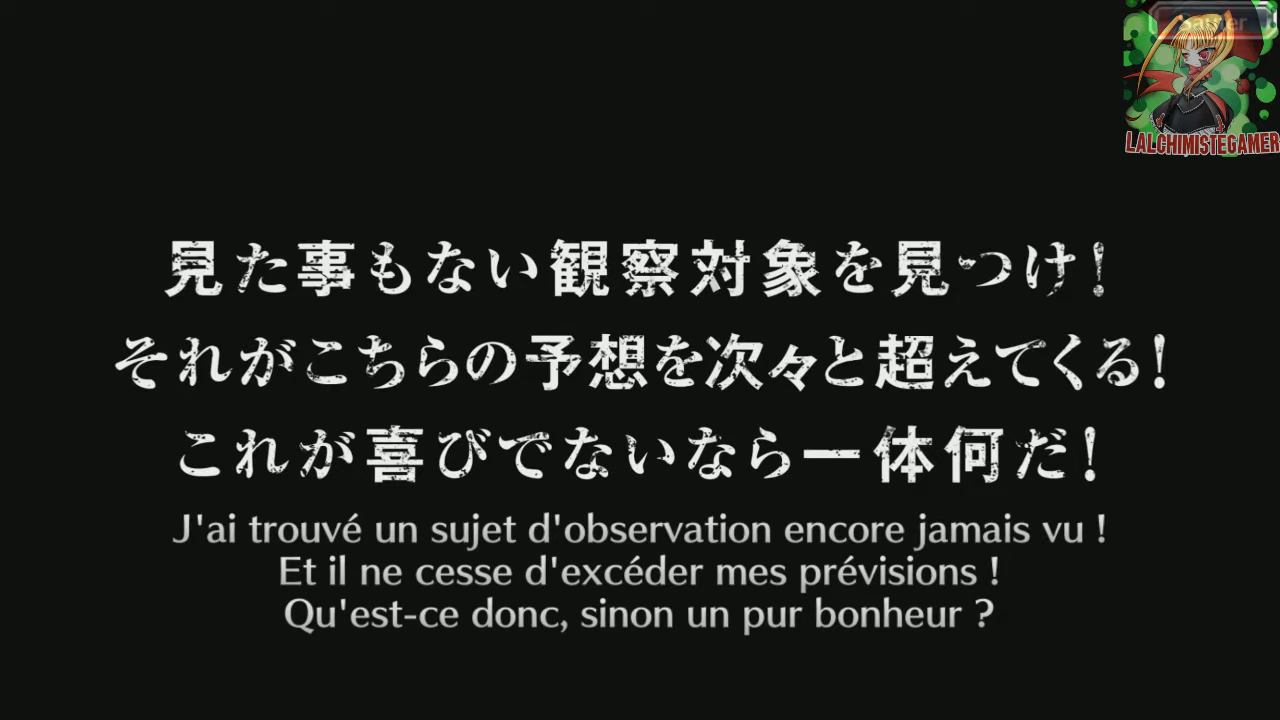 Sauter
LALCHIMISTEGAMER
見た事もない観察対象を見つけ!
それがこちらの予想を次々と超えてくる!
これが喜びでないなら一体何だ!
J'ai trouvé un sujet d'observation encore jamais vu !
Et il ne cesse d'excéder mes prévisions !
Qu'est-ce donc, sinon un pur bonheur ?